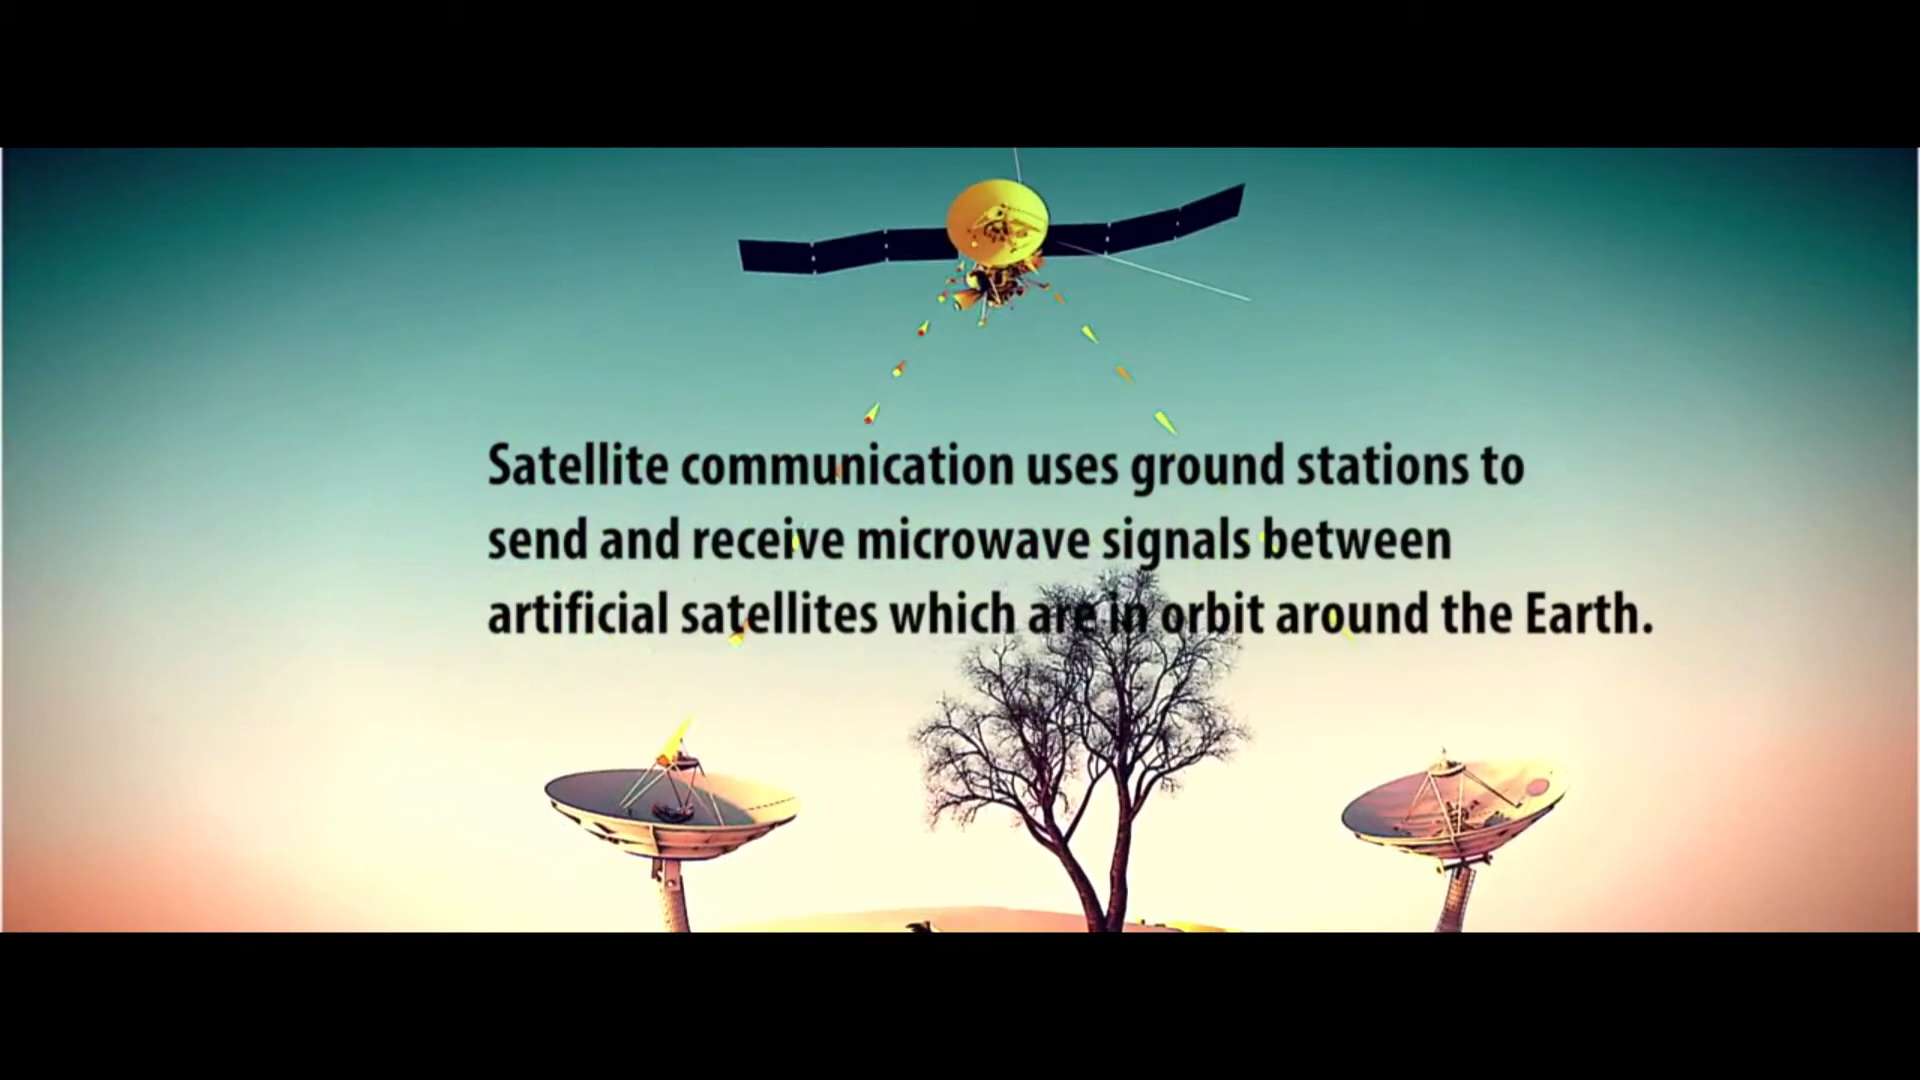 Satellite communication uses ground stations to
send and receive microwave signals between
artificial satellites which are in orbit around the Earth.